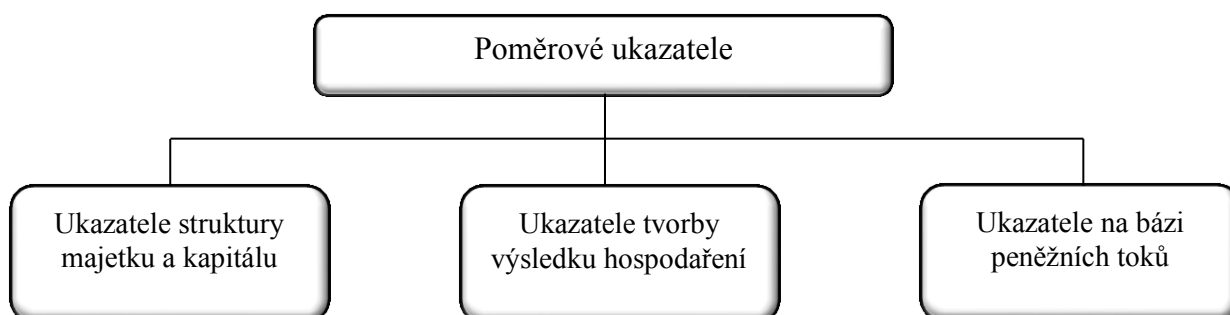 Poměrové ukazatele
Ukazatele struktury
majetku a kapitálu
Ukazatele tvorby
výsledku hospodaření
Ukazatele na bázi
peněžních toků